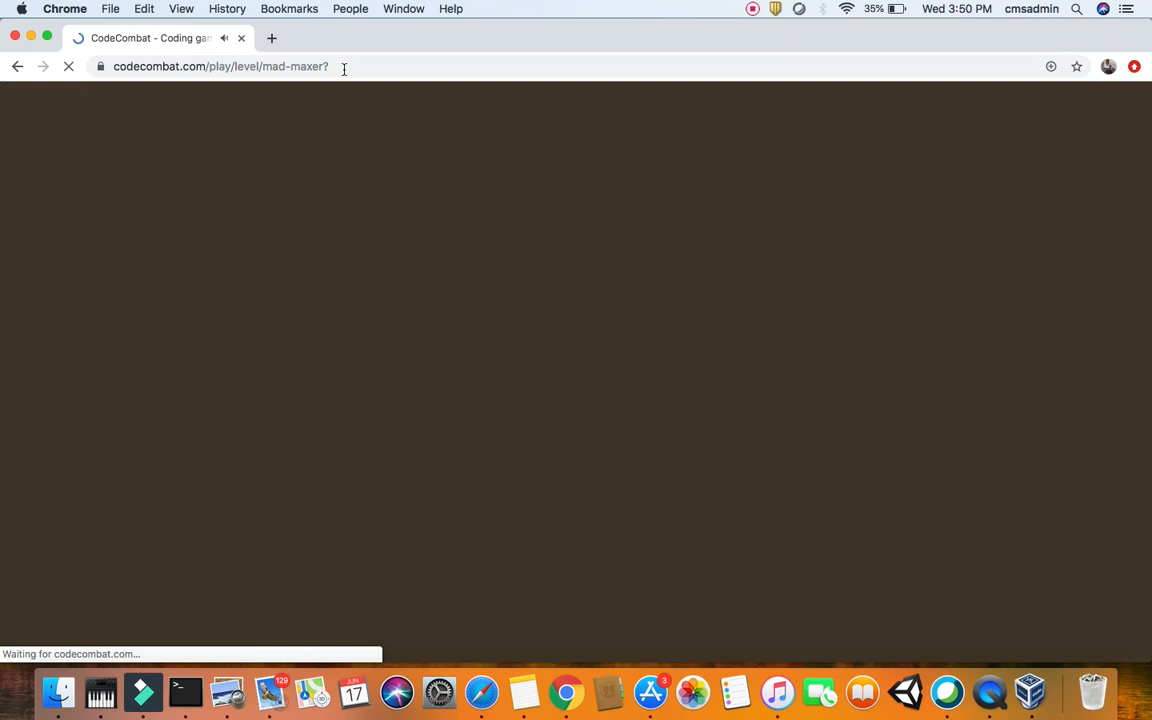 Chrome File Edit View History Bookmarks People Window Help 35% Wed 3:50 PM cmsadmin
CodeCombat - Coding gam
codecombat.com/play/level/mad-maxer?
Waiting for codecombat.com...
129
JUN
17
3
>_